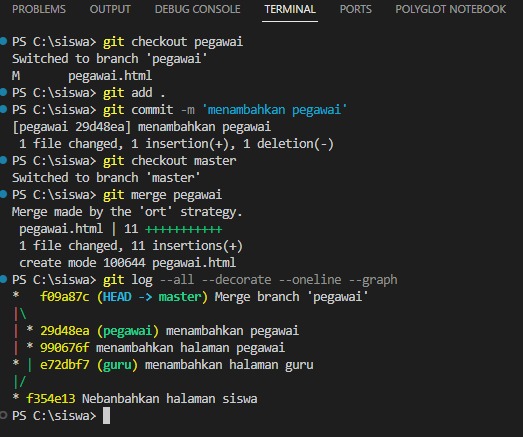 PROBLEMS OUTPUT DEBUG CONSOLE TERMINAL PORTS POLYGLOT NOTEBOOK
PS C:\siswa> git checkout pegawai
Switched to branch 'pegawai'
M       pegawai.html
PS C:\siswa> git add .
PS C:\siswa> git commit -m 'menambahkan pegawai'
[pegawai 29d48ea] menambahkan pegawai
 1 file changed, 1 insertion(+), 1 deletion(-)
PS C:\siswa> git checkout master
Switched to branch 'master'
PS C:\siswa> git merge pegawai
Merge made by the 'ort' strategy.
 pegawai.html | 11 +++++++++++
 1 file changed, 11 insertions(+)
 create mode 100644 pegawai.html
PS C:\siswa> git log --all --decorate --oneline --graph
*   f09a87c (HEAD -> master) Merge branch 'pegawai'
|\
| * 29d48ea (pegawai) menambahkan pegawai
| * 990676f menambahkan halaman pegawai
* | e72dbf7 (guru) menambahkan halaman guru
|/
* f354e13 Nebanbahkan halaman siswa
PS C:\siswa>